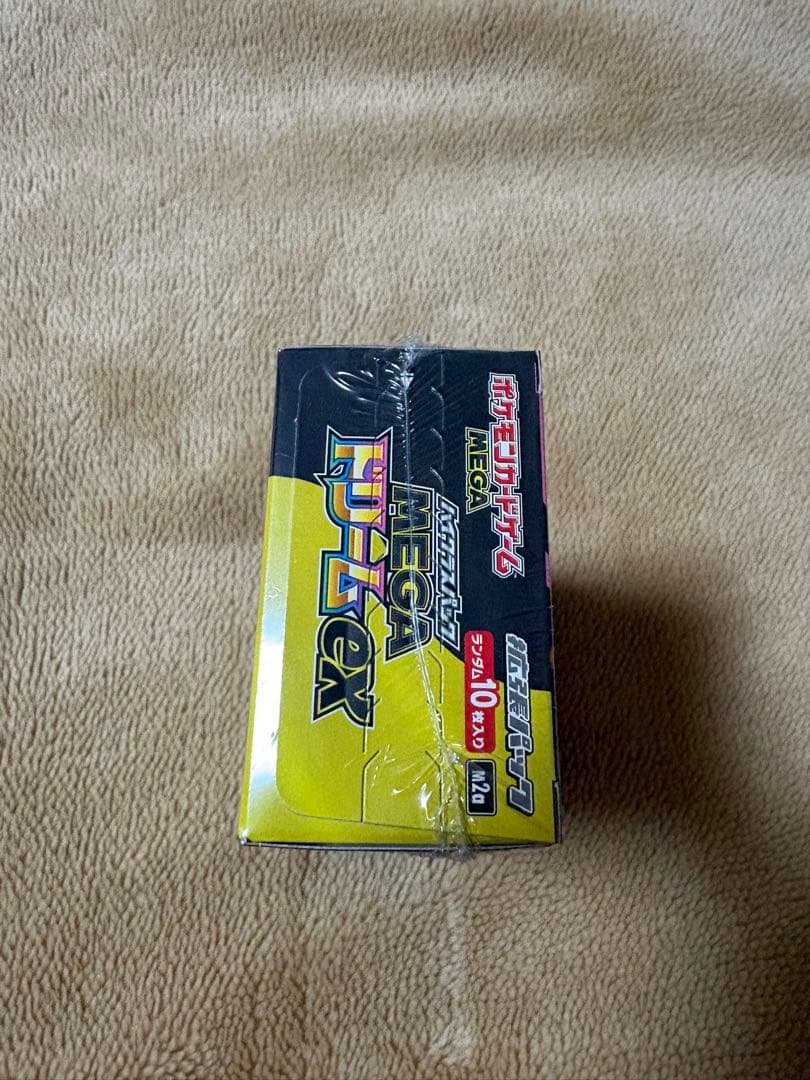 ポケモンカードゲーム
MEGA
拡張パック
ハイクラスパック
MEGA
ドリームex
ランダム10枚入り
M2a